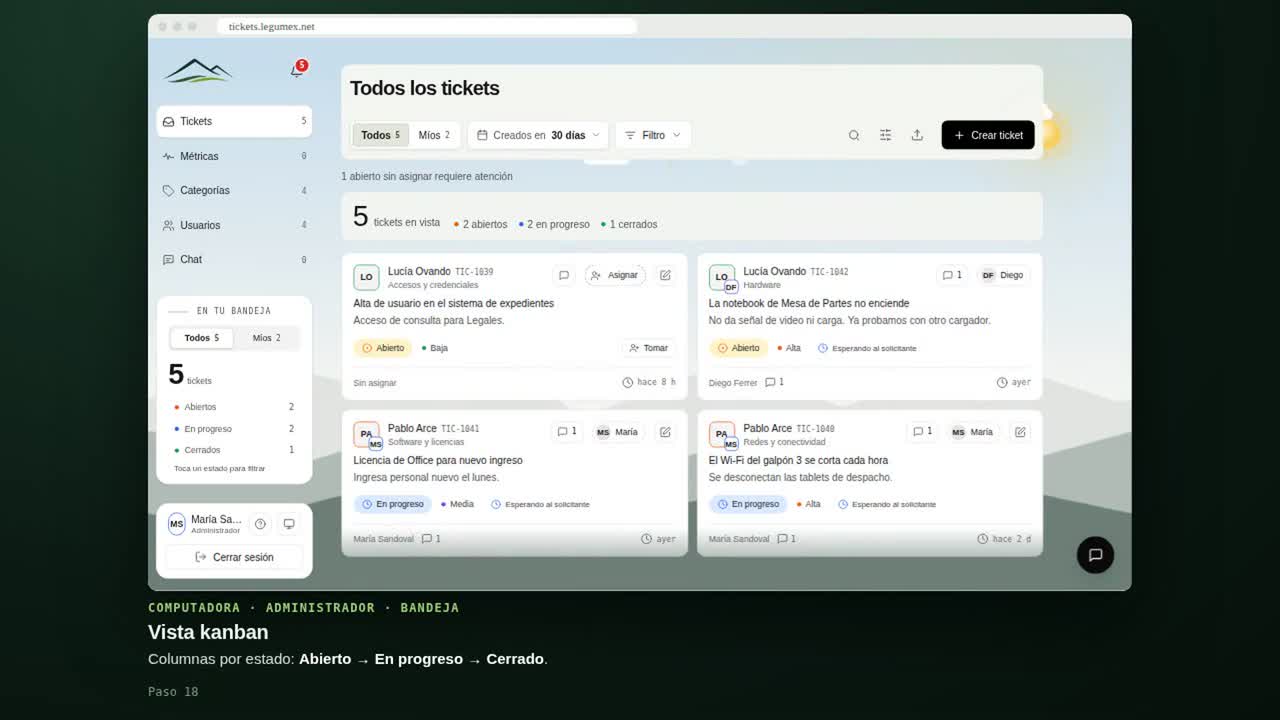 tickets.legumex.net
5
Tickets 5
Métricas 0
Categorías 4
Usuarios 4
Chat 0
EN TU BANDEJA
Todos 5 Míos 2
5 tickets
Abiertos 2
En progreso 2
Cerrados 1
Toca un estado para filtrar
MS María Sa...
Administrador
Cerrar sesión
Todos los tickets
Todos 5 Míos 2 Creados en 30 días Filtro Crear ticket
1 abierto sin asignar requiere atención
5 tickets en vista 2 abiertos 2 en progreso 1 cerrados
LO Lucía Ovando TIC-1039 Asignar
Accesos y credenciales
Alta de usuario en el sistema de expedientes
Acceso de consulta para Legales.
Abierto Baja Tomar
Sin asignar hace 8 h
LO DF Lucía Ovando TIC-1042 1 DF Diego
Hardware
La notebook de Mesa de Partes no enciende
No da señal de video ni carga. Ya probamos con otro cargador.
Abierto Alta Esperando al solicitante
Diego Ferrer 1 ayer
PA MS Pablo Arce TIC-1041 1 MS María
Software y licencias
Licencia de Office para nuevo ingreso
Ingresa personal nuevo el lunes.
En progreso Media Esperando al solicitante
María Sandoval 1 ayer
PA MS Pablo Arce TIC-1040 1 MS María
Redes y conectividad
El Wi-Fi del galpón 3 se corta cada hora
Se desconectan las tablets de despacho.
En progreso Alta Esperando al solicitante
María Sandoval 1 hace 2 d
COMPUTADORA · ADMINISTRADOR · BANDEJA
Vista kanban
Columnas por estado: Abierto → En progreso → Cerrado.
Paso 18